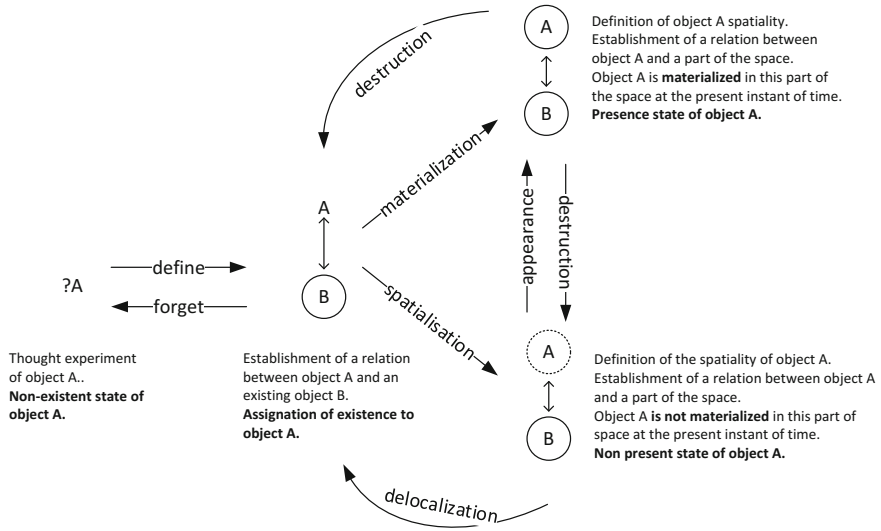 A
B
Definition of object A spatiality.
Establishment of a relation between
object A and a part of the space.
Object A is materialized in this part of
the space at the present instant of time.
Presence state of object A.
destruction
materialization
appearance
destruction
A
B
?A
define
forget
spatialisation
Thought experiment
of object A..
Non-existent state of
object A.
Establishment of a relation
between object A and an
existing object B.
Assignation of existence to
object A.
A
B
Definition of the spatiality of object A.
Establishment of a relation between object A
and a part of the space.
Object A is not materialized in this part of
space at the present instant of time.
Non present state of object A.
delocalization